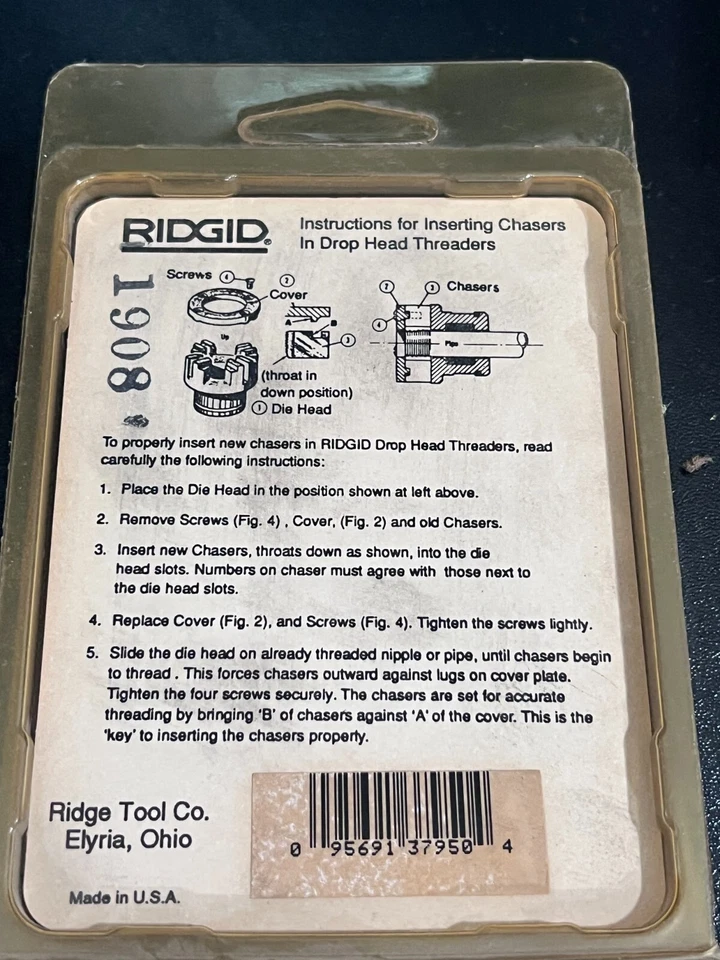 RIDGID®
Instructions for Inserting Chasers
In Drop Head Threaders
1908
Screws 4
2
Cover
A
B
3
Up
(throat in
down position)
1 Die Head
2
3 Chasers
4
Pipe
To properly insert new chasers in RIDGID Drop Head Threaders, read
carefully the following instructions:
1. Place the Die Head in the position shown at left above.
2. Remove Screws (Fig. 4) , Cover, (Fig. 2) and old Chasers.
3. Insert new Chasers, throats down as shown, into the die
head slots. Numbers on chaser must agree with those next to
the die head slots.
4. Replace Cover (Fig. 2), and Screws (Fig. 4). Tighten the screws lightly.
5. Slide the die head on already threaded nipple or pipe, until chasers begin
to thread . This forces chasers outward against lugs on cover plate.
Tighten the four screws securely. The chasers are set for accurate
threading by bringing 'B' of chasers against 'A' of the cover. This is the
'key' to inserting the chasers properly.
Ridge Tool Co.
Elyria, Ohio
0 95691 37950 4
Made in U.S.A.